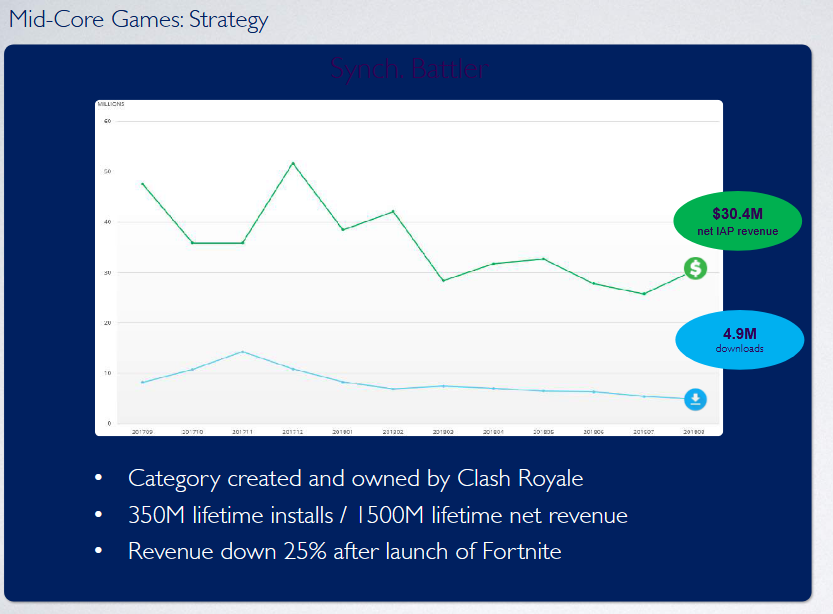 Mid-Core Games: Strategy
Synch. Battler
MILLIONS
60
50
40
30
20
10
0
201709 201710 201711 201712 201801 201802 201803 201804 201805 201806 201807 201808
$30.4M
net IAP revenue
$
4.9M
downloads
• Category created and owned by Clash Royale
• 350M lifetime installs / 1500M lifetime net revenue
• Revenue down 25% after launch of Fortnite